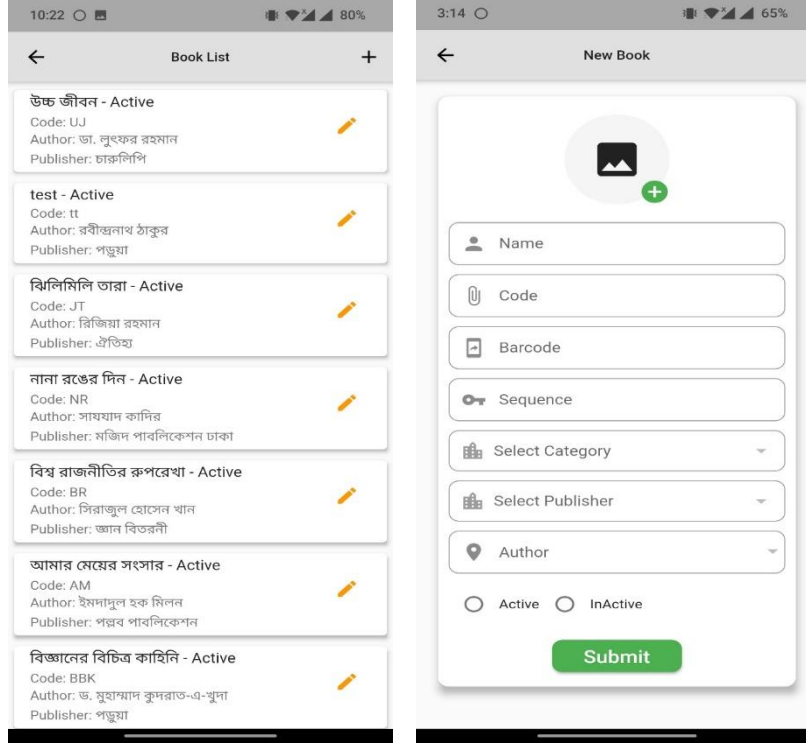 10:22
80%
Book List
উচ্চ জীবন - Active
Code: UJ
Author: ডা. লুৎফর রহমান
Publisher: চারুলিপি
test - Active
Code: tt
Author: রবীন্দ্রনাথ ঠাকুর
Publisher: পড়ুয়া
ঝিলিমিলি তারা - Active
Code: JT
Author: রিজিয়া রহমান
Publisher: ঐতিহ্য
নানা রঙের দিন - Active
Code: NR
Author: সাযযাদ কাদির
Publisher: মজিদ পাবলিকেশন ঢাকা
বিশ্ব রাজনীতির রুপরেখা - Active
Code: BR
Author: সিরাজুল হোসেন খান
Publisher: জ্ঞান বিতরনী
আমার মেয়ের সংসার - Active
Code: AM
Author: ইমদাদুল হক মিলন
Publisher: পল্লব পাবলিকেশন
বিজ্ঞানের বিচিত্র কাহিনি - Active
Code: BBK
Author: ড. মুহাম্মাদ কুদরাত-এ-খুদা
Publisher: পড়ুয়া
3:14
65%
New Book
Name
Code
Barcode
Sequence
Select Category
Select Publisher
Author
Active InActive
Submit